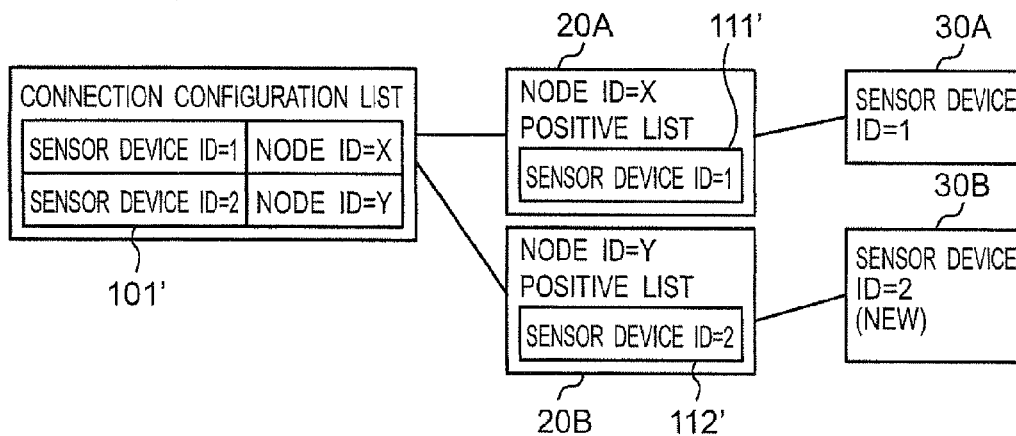 20A
111'
30A
CONNECTION CONFIGURATION LIST
SENSOR DEVICE ID=1
NODE ID=X
SENSOR DEVICE ID=2
NODE ID=Y
101'
NODE ID=X
POSITIVE LIST
SENSOR DEVICE ID=1
SENSOR DEVICE
ID=1
30B
NODE ID=Y
POSITIVE LIST
SENSOR DEVICE ID=2
SENSOR DEVICE
ID=2
(NEW)
20B
112'